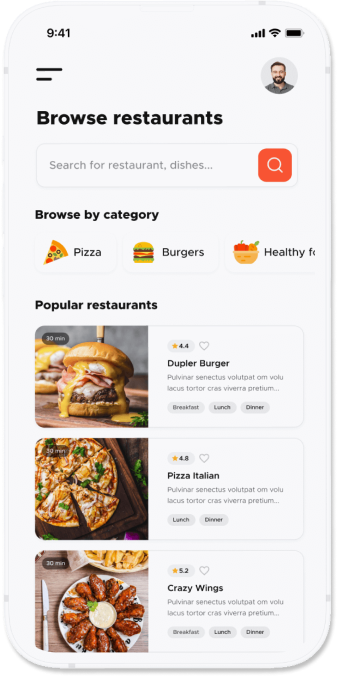 9:41
Browse restaurants
Search for restaurant, dishes...
Browse by category
Pizza
Burgers
Healthy fo
Popular restaurants
30 min
4.4
Dupler Burger
Pulvinar senectus volutpat om volu
lacus tortor cras viverra pretium...
Breakfast
Lunch
Dinner
30 min
4.8
Pizza Italian
Pulvinar senectus volutpat om volu
lacus tortor cras viverra pretium...
Lunch
Dinner
30 min
5.2
Crazy Wings
Pulvinar senectus volutpat om volu
lacus tortor cras viverra pretium...
Breakfast
Lunch
Dinner